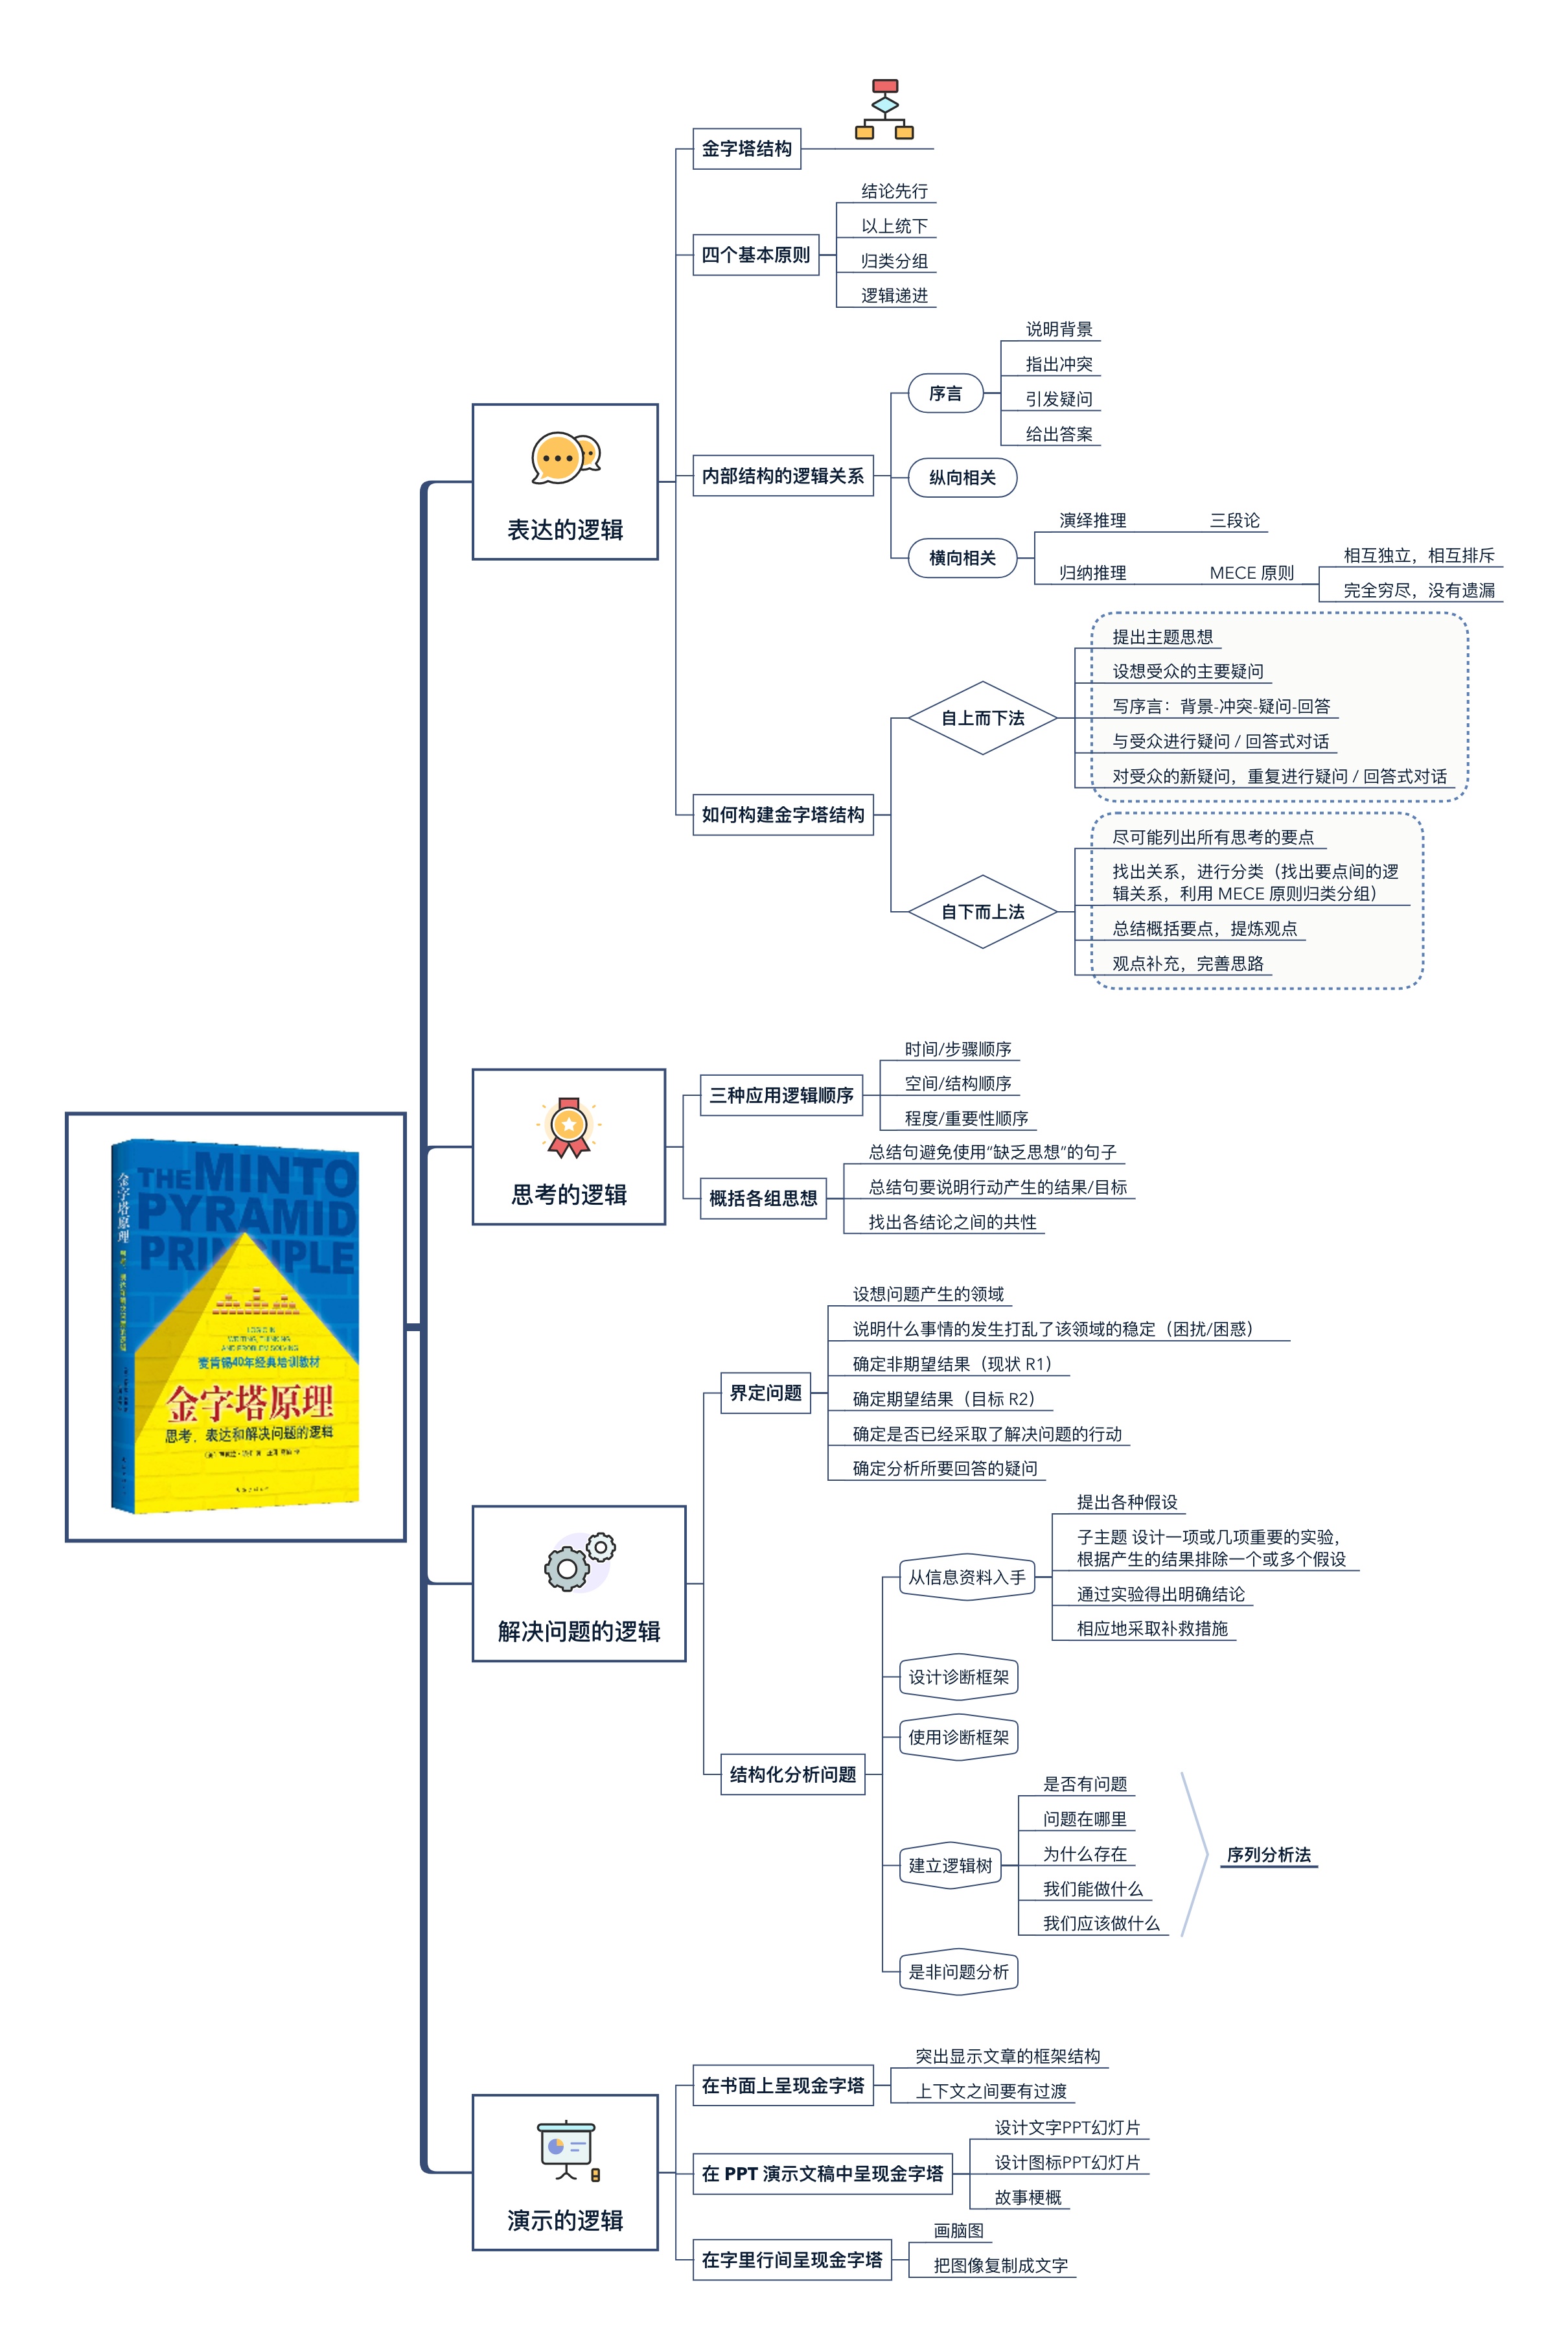 金字塔结构
结论先行
以上统下
四个基本原则
归类分组
逻辑递进
说明背景
指出冲突
序言
引发疑问
给出答案
内部结构的逻辑关系
纵向相关
演绎推理 三段论
横向相关
相互独立，相互排斥
归纳推理 MECE 原则
完全穷尽，没有遗漏
表达的逻辑
提出主题思想
设想受众的主要疑问
自上而下法
写序言：背景-冲突-疑问-回答
与受众进行疑问 / 回答式对话
对受众的新疑问，重复进行疑问 / 回答式对话
如何构建金字塔结构
尽可能列出所有思考的要点
找出关系，进行分类（找出要点间的逻
辑关系，利用 MECE 原则归类分组）
自下而上法
总结概括要点，提炼观点
观点补充，完善思路
时间/步骤顺序
三种应用逻辑顺序
空间/结构顺序
程度/重要性顺序
思考的逻辑
总结句避免使用“缺乏思想”的句子
概括各组思想
总结句要说明行动产生的结果/目标
找出各结论之间的共性
THE MINTO
PYRAMID
PRINCIPLE
金字塔原理
麦肯锡40年经典培训教材
金字塔原理
思考、表达和解决问题的逻辑
设想问题产生的领域
说明什么事情的发生打乱了该领域的稳定（困扰/困惑）
确定非期望结果（现状 R1）
界定问题
确定期望结果（目标 R2）
确定是否已经采取了解决问题的行动
确定分析所要回答的疑问
解决问题的逻辑
提出各种假设
子主题 设计一项或几项重要的实验，
根据产生的结果排除一个或多个假设
从信息资料入手
通过实验得出明确结论
相应地采取补救措施
设计诊断框架
使用诊断框架
结构化分析问题
是否有问题
问题在哪里
建立逻辑树
为什么存在
序列分析法
我们能做什么
我们应该做什么
是非问题分析
突出显示文章的框架结构
在书面上呈现金字塔
上下文之间要有过渡
设计文字PPT幻灯片
设计图标PPT幻灯片
在 PPT 演示文稿中呈现金字塔
故事梗概
演示的逻辑
画脑图
在字里行间呈现金字塔
把图像复制成文字